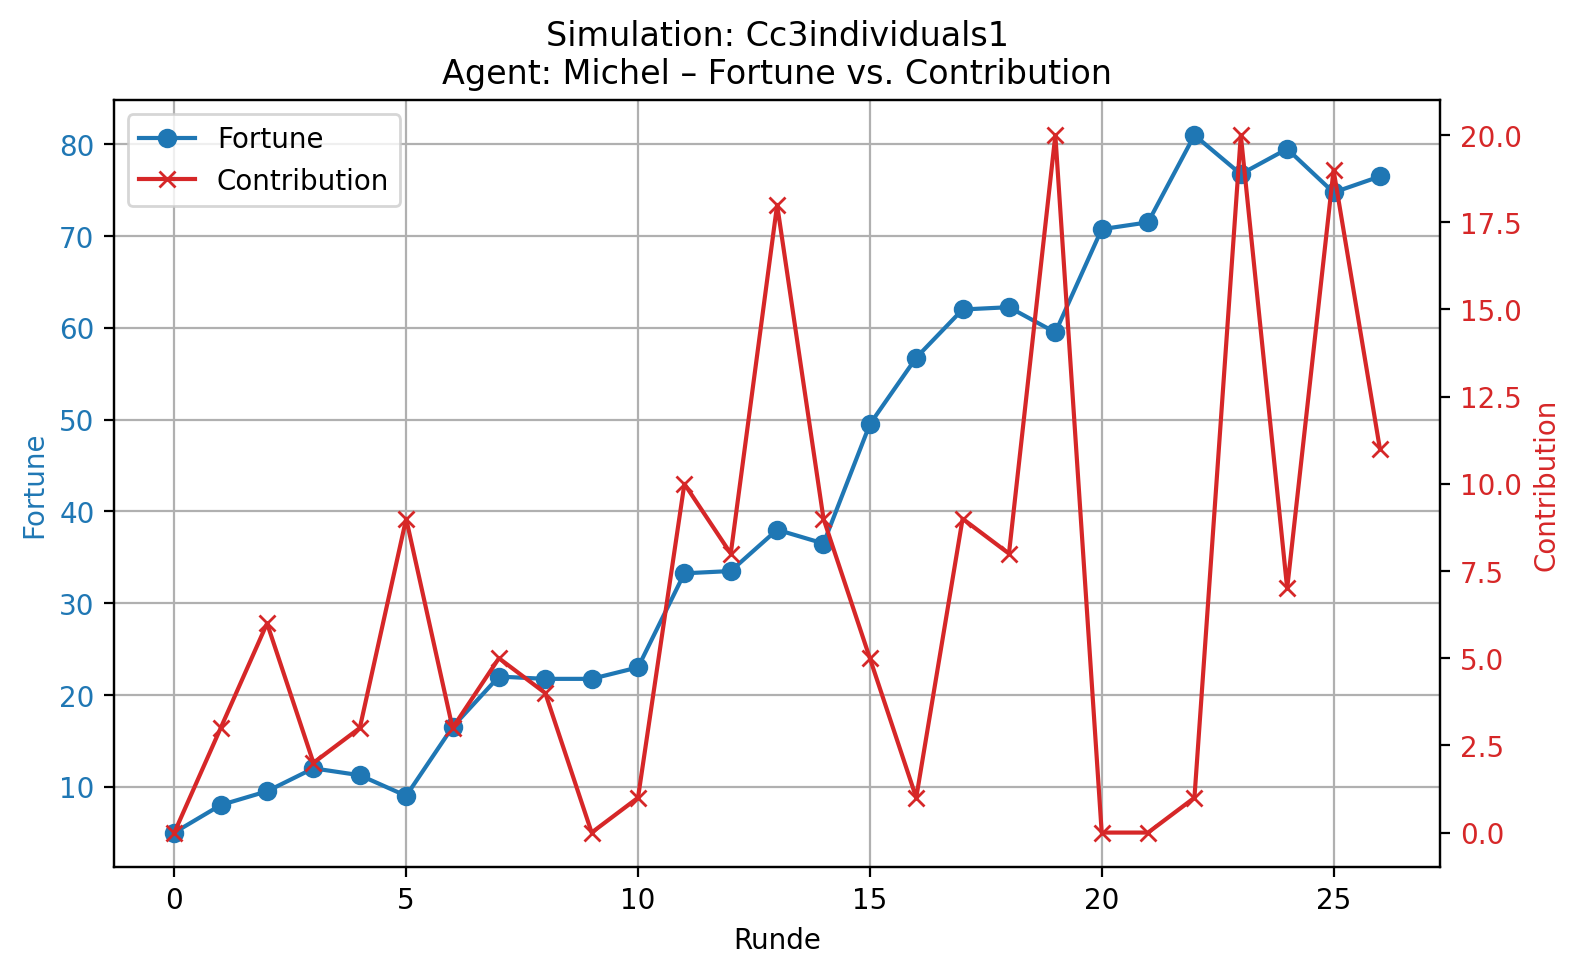 Simulation: Cc3individuals1
Agent: Michel – Fortune vs. Contribution
Fortune
Contribution
80
70
60
50
40
30
20
10
Fortune
20.0
17.5
15.0
12.5
10.0
7.5
5.0
2.5
0.0
Contribution
0 5 10 15 20 25
Runde